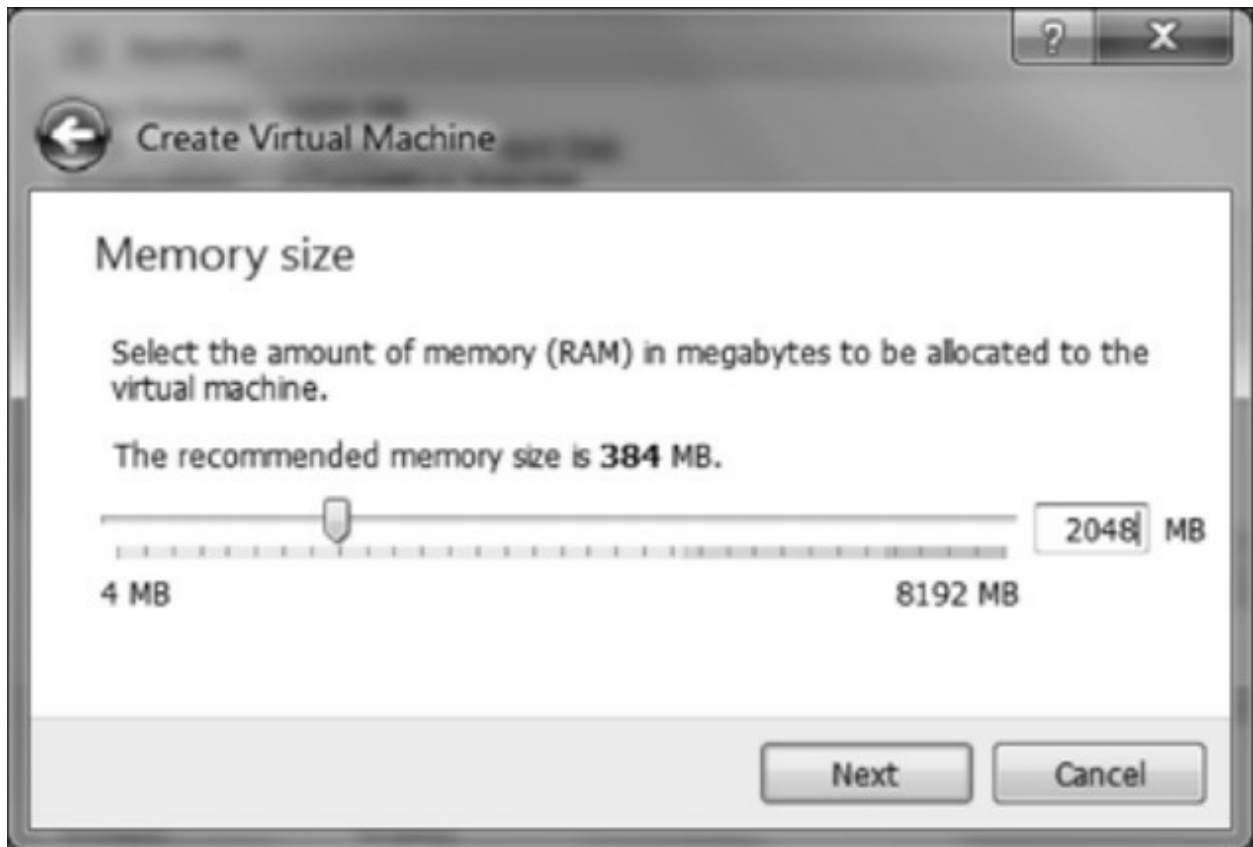 ?
X
Create Virtual Machine
Memory size
Select the amount of memory (RAM) in megabytes to be allocated to the
virtual machine.
The recommended memory size is 384 MB.
2048 MB
4 MB 8192 MB
Next Cancel